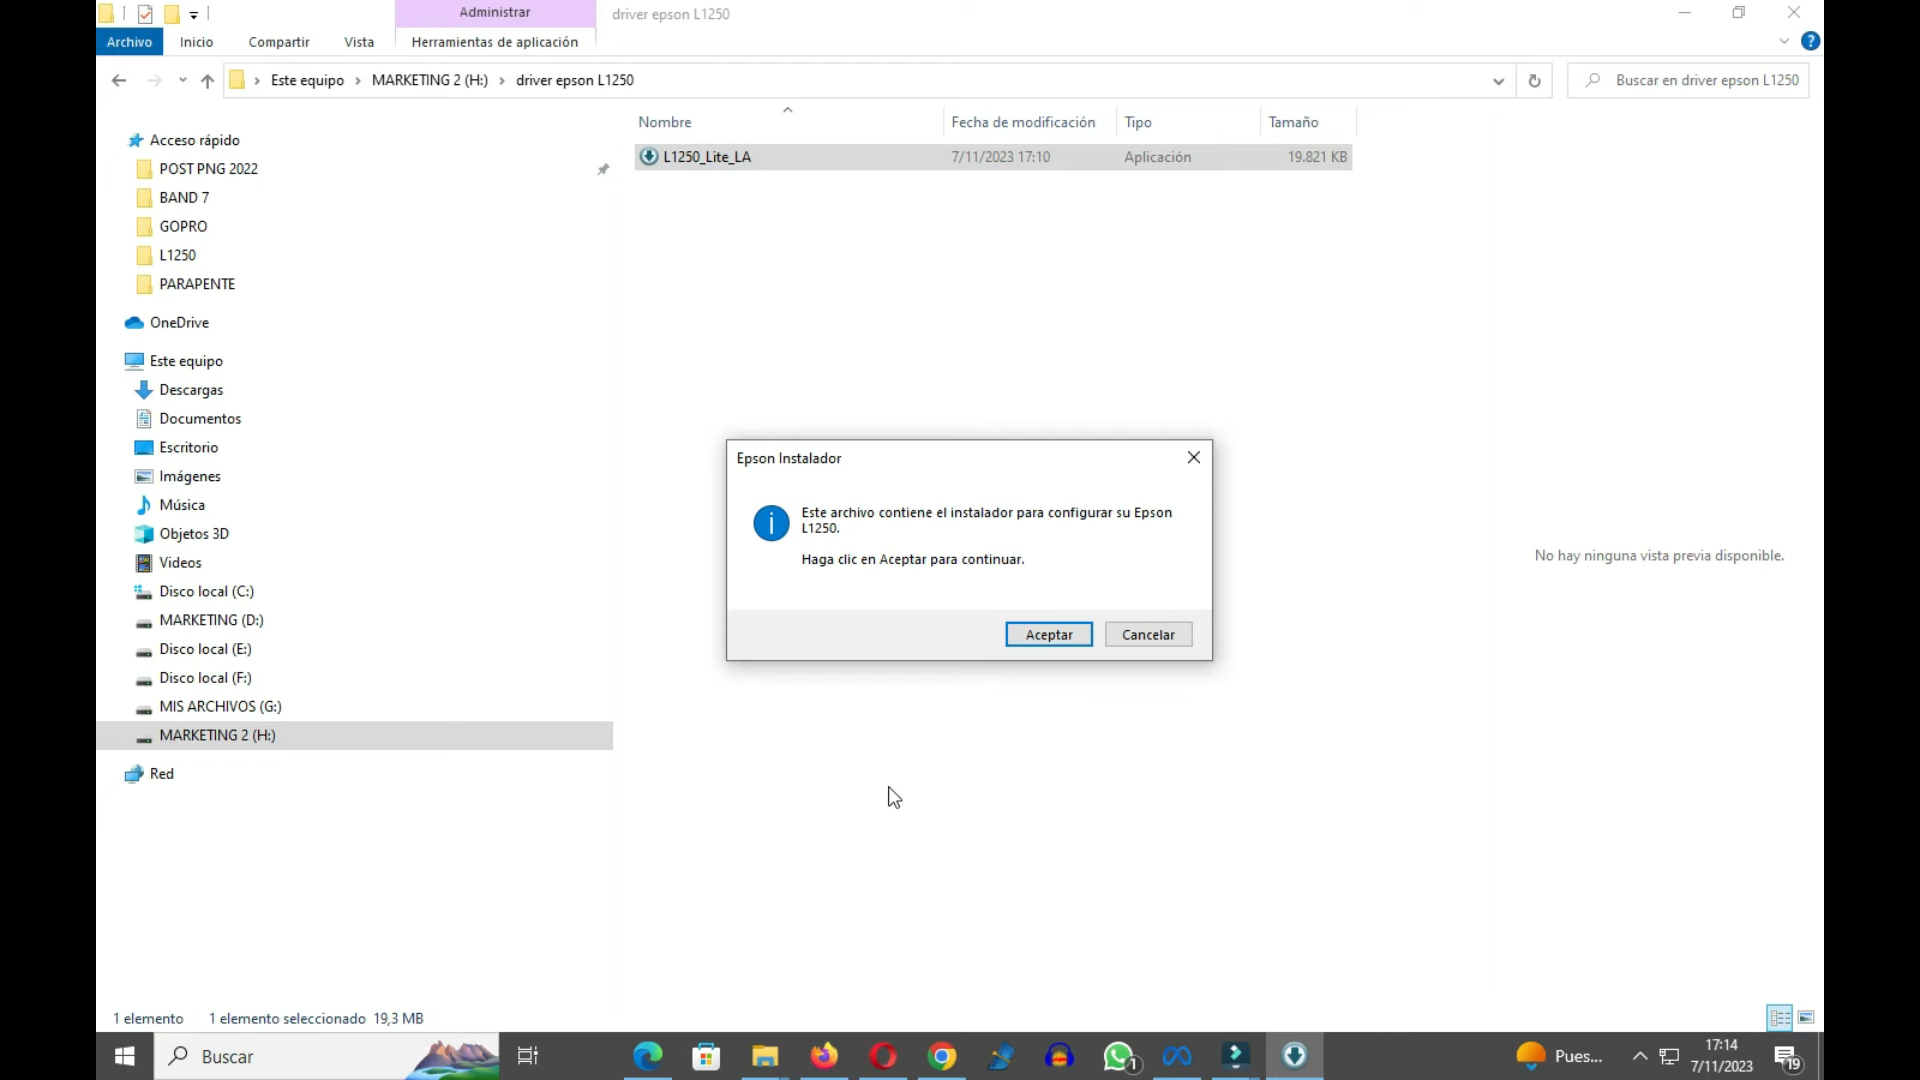 Administrar
driver epson L1250
Archivo
Inicio
Compartir
Vista
Herramientas de aplicación
?
Este equipo
MARKETING 2 (H:)
driver epson L1250
Buscar en driver epson L1250
Nombre
Fecha de modificación
Tipo
Tamaño
L1250_Lite_LA
7/11/2023 17:10
Aplicación
19.821 KB
Acceso rápido
POST PNG 2022
BAND 7
GOPRO
L1250
PARAPENTE
OneDrive
Este equipo
Descargas
Documentos
Escritorio
Imágenes
Música
Objetos 3D
Videos
Disco local (C:)
MARKETING (D:)
Disco local (E:)
Disco local (F:)
MIS ARCHIVOS (G:)
MARKETING 2 (H:)
Red
Epson Instalador
Este archivo contiene el instalador para configurar su Epson
L1250.
Haga clic en Aceptar para continuar.
Aceptar
Cancelar
No hay ninguna vista previa disponible.
1 elemento
1 elemento seleccionado 19,3 MB
Buscar
1
Pues...
17:14
7/11/2023
19